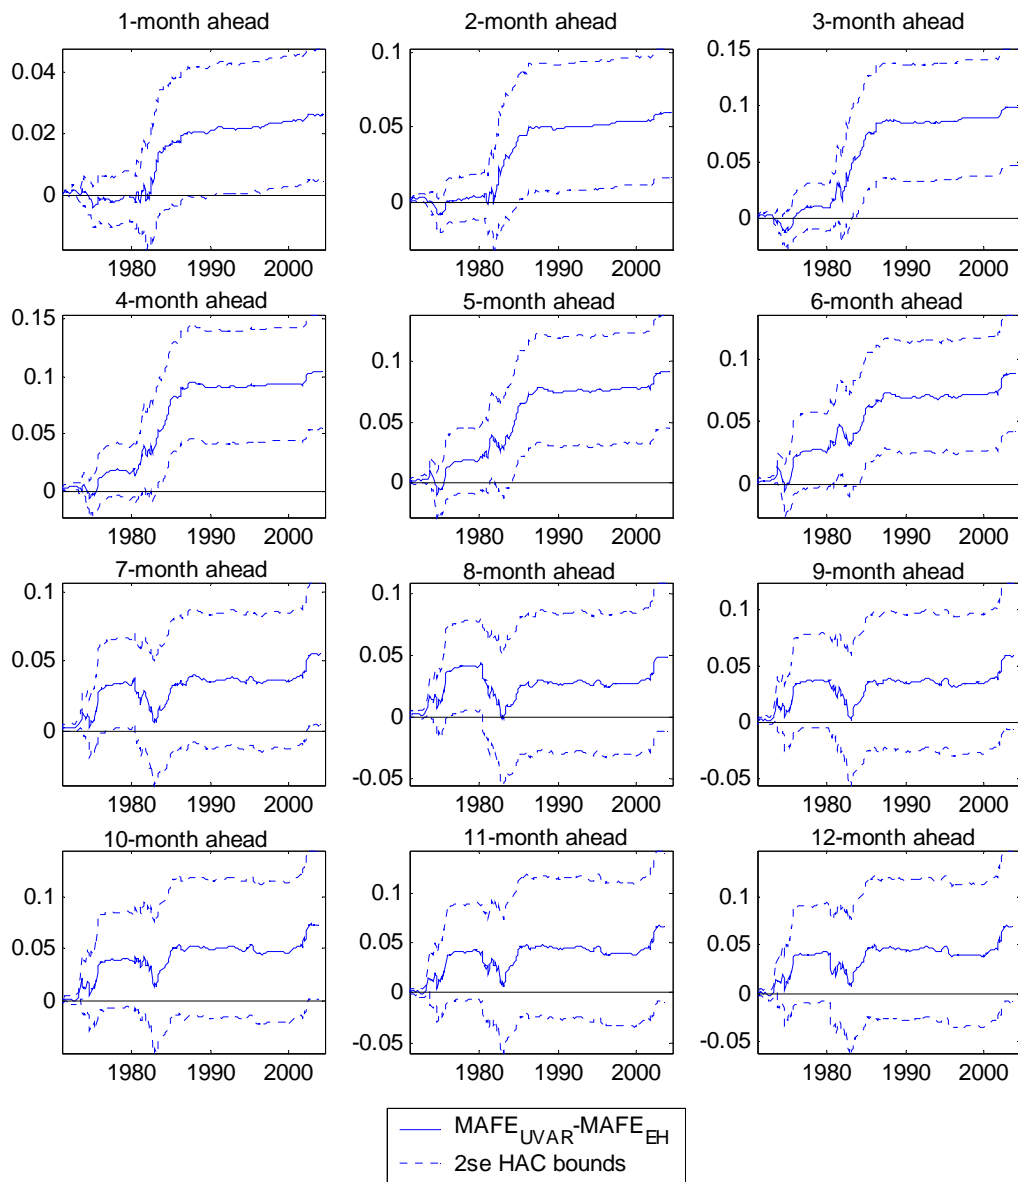 1-month ahead
0.04
0.02
0
1980 1990 2000
2-month ahead
0.1
0.05
0
1980 1990 2000
3-month ahead
0.15
0.1
0.05
0
1980 1990 2000
4-month ahead
0.15
0.1
0.05
0
1980 1990 2000
5-month ahead
0.1
0.05
0
1980 1990 2000
6-month ahead
0.1
0.05
0
1980 1990 2000
7-month ahead
0.1
0.05
0
1980 1990 2000
8-month ahead
0.1
0.05
0
-0.05
1980 1990 2000
9-month ahead
0.1
0.05
0
-0.05
1980 1990 2000
10-month ahead
0.1
0.05
0
1980 1990 2000
11-month ahead
0.1
0.05
0
-0.05
1980 1990 2000
12-month ahead
0.1
0.05
0
-0.05
1980 1990 2000
MAFE_UVAR-MAFE_EH
2se HAC bounds